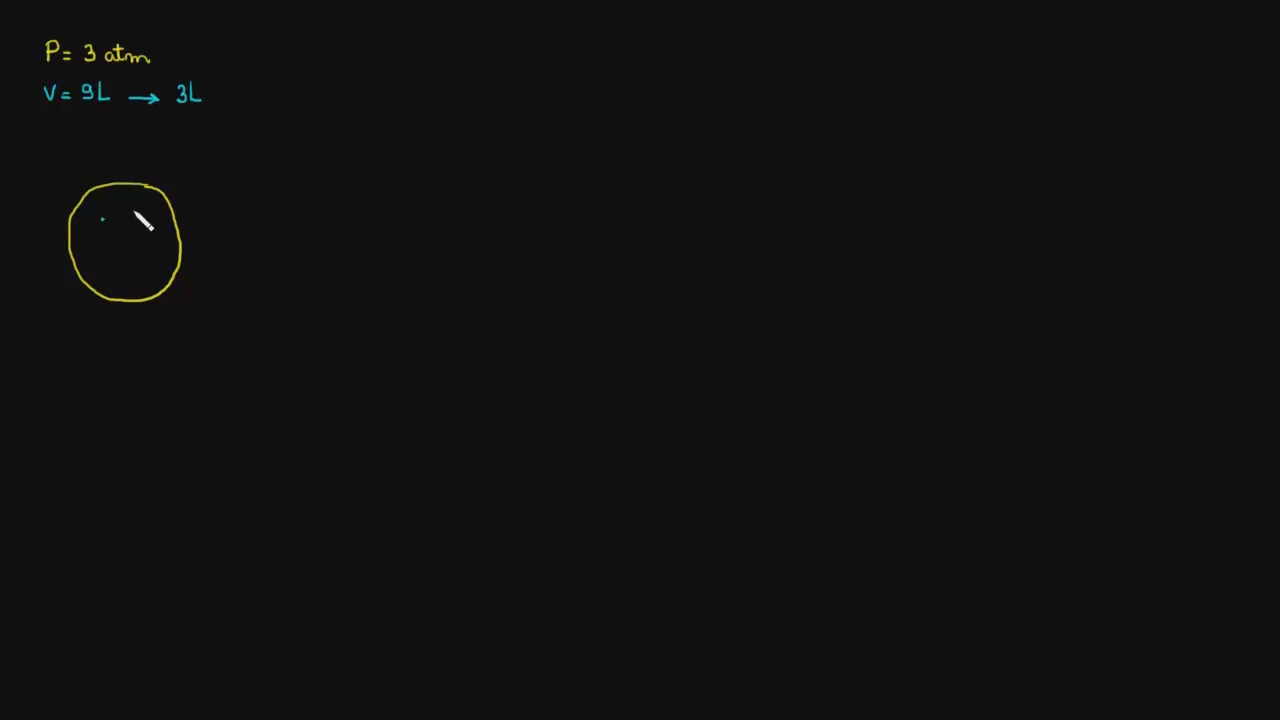 P= 3 atm
V= 9L → 3L